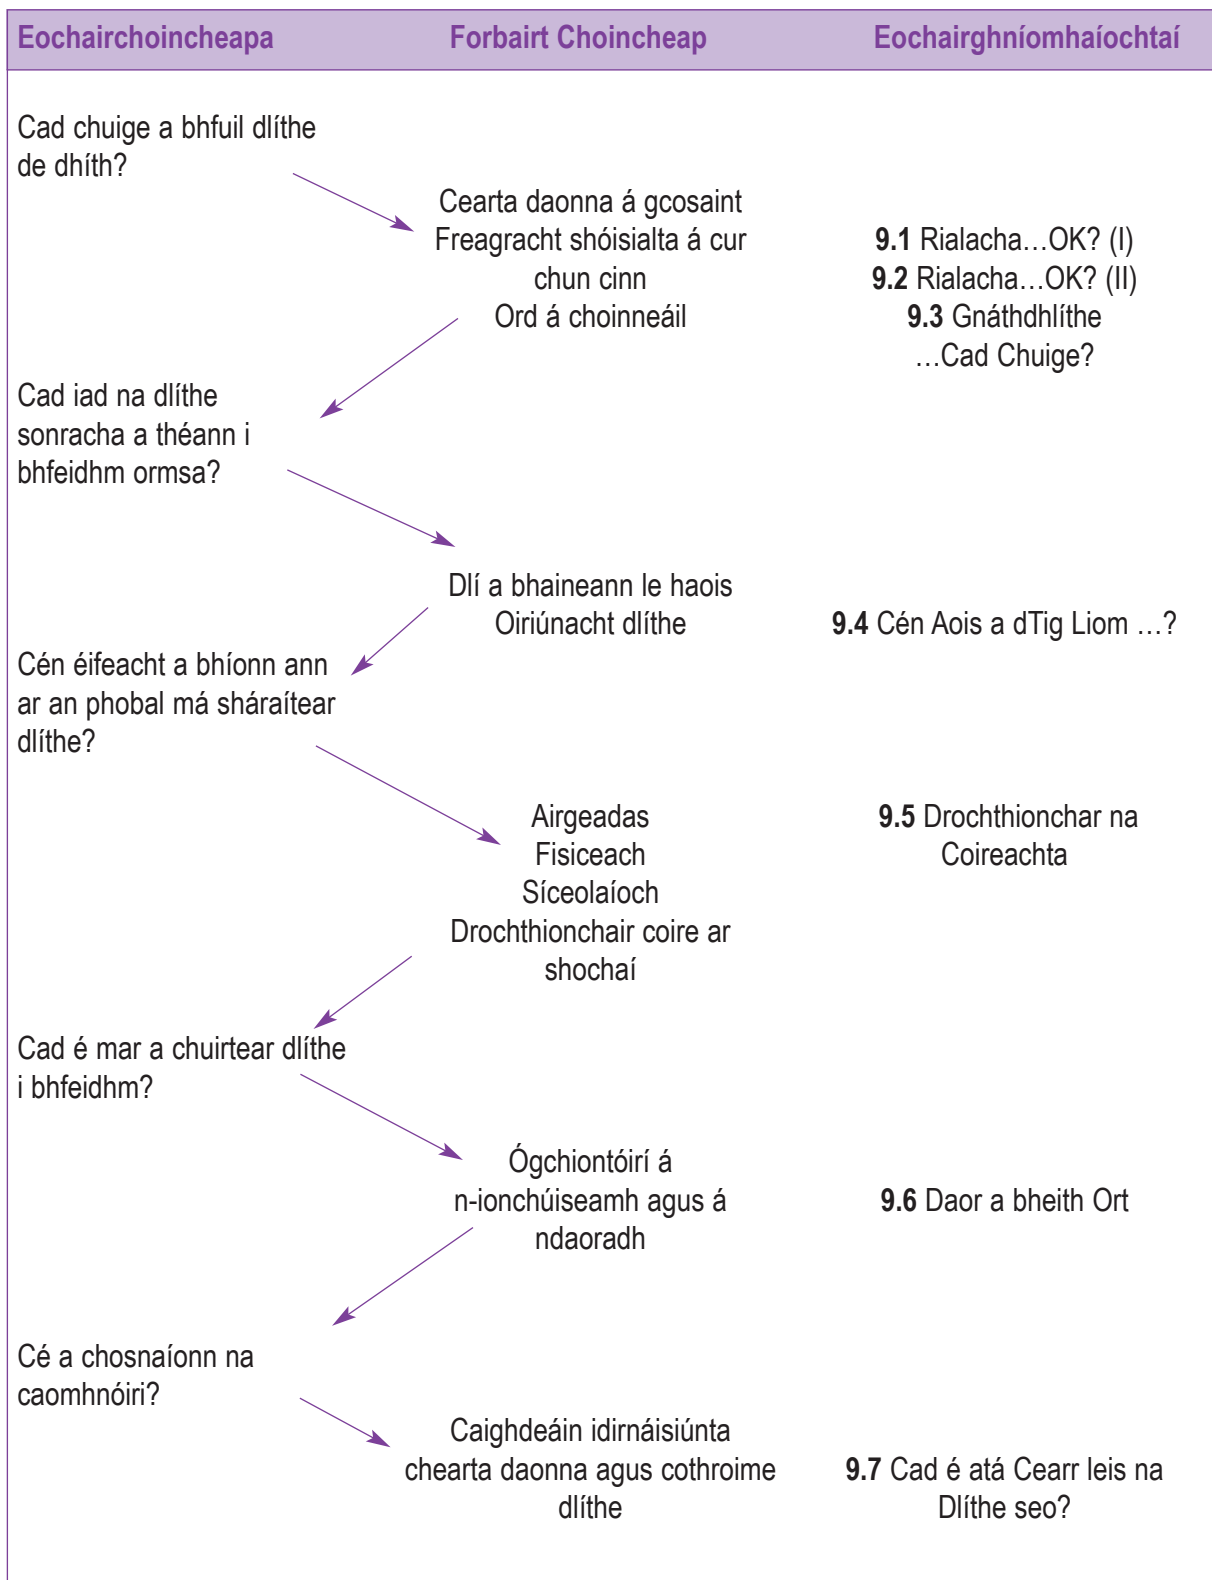 Eochairchoincheapa
Forbairt Choincheap
Eochairghníomhaíochtaí
Cad chuige a bhfuil dlíthe
de dhíth?
Cearta daonna á gcosaint
Freagracht shóisialta á cur
chun cinn
Ord á choinneáil
9.1 Rialacha…OK? (I)
9.2 Rialacha…OK? (II)
9.3 Gnáthdhlíthe
…Cad Chuige?
Cad iad na dlíthe
sonracha a théann i
bhfeidhm ormsa?
Dlí a bhaineann le haois
Oiriúnacht dlíthe
9.4 Cén Aois a dTig Liom …?
Cén éifeacht a bhíonn ann
ar an phobal má sháraítear
dlíthe?
Airgeadas
Fisiceach
Síceolaíoch
Drochthionchair coire ar
shochaí
9.5 Drochthionchar na
Coireachta
Cad é mar a chuirtear dlíthe
i bhfeidhm?
Ógchiontóirí á
n-ionchúiseamh agus á
ndaoradh
9.6 Daor a bheith Ort
Cé a chosnaíonn na
caomhnóiri?
Caighdeáin idirnáisiúnta
chearta daonna agus cothroime
dlíthe
9.7 Cad é atá Cearr leis na
Dlíthe seo?